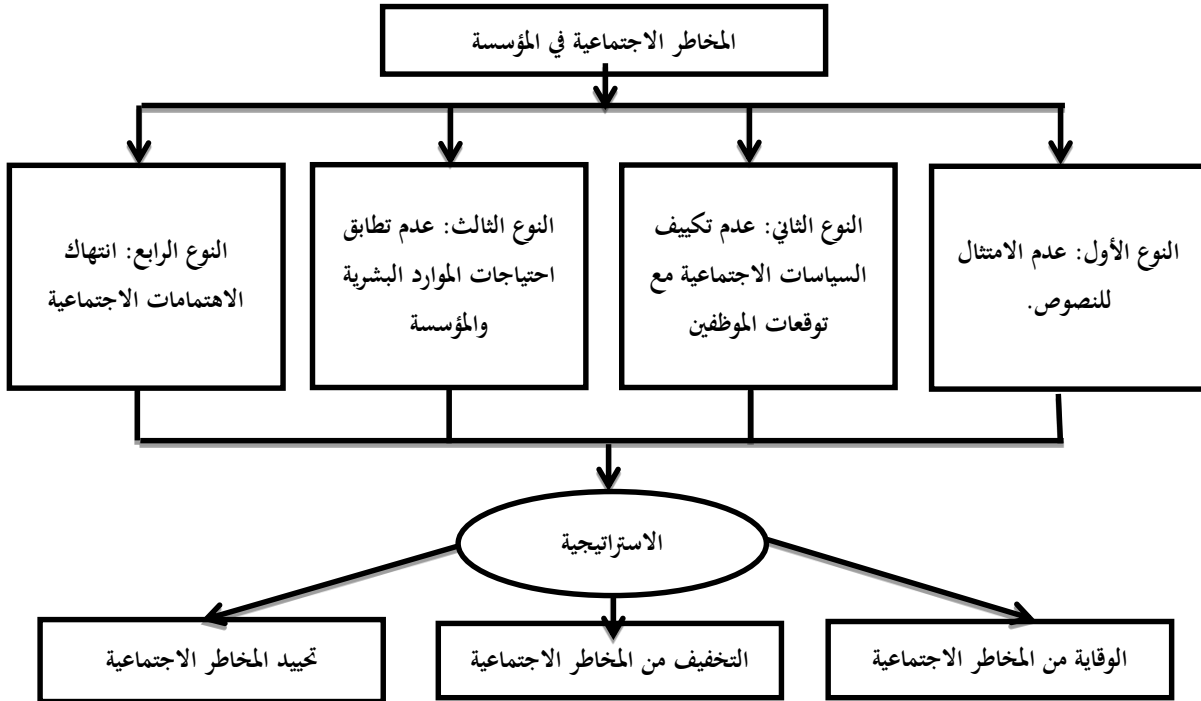 المخاطر الاجتماعية في المؤسسة
النوع الأول: عدم الامتثال
للنصوص.
النوع الثاني: عدم تكييف
السياسات الاجتماعية مع
توقعات الموظفين
النوع الثالث: عدم تطابق
احتياجات الموارد البشرية
والمؤسسة
النوع الرابع: انتهاك
الاهتمامات الاجتماعية
الاستراتيجية
الوقاية من المخاطر الاجتماعية
التخفيف من المخاطر الاجتماعية
تحييد المخاطر الاجتماعية